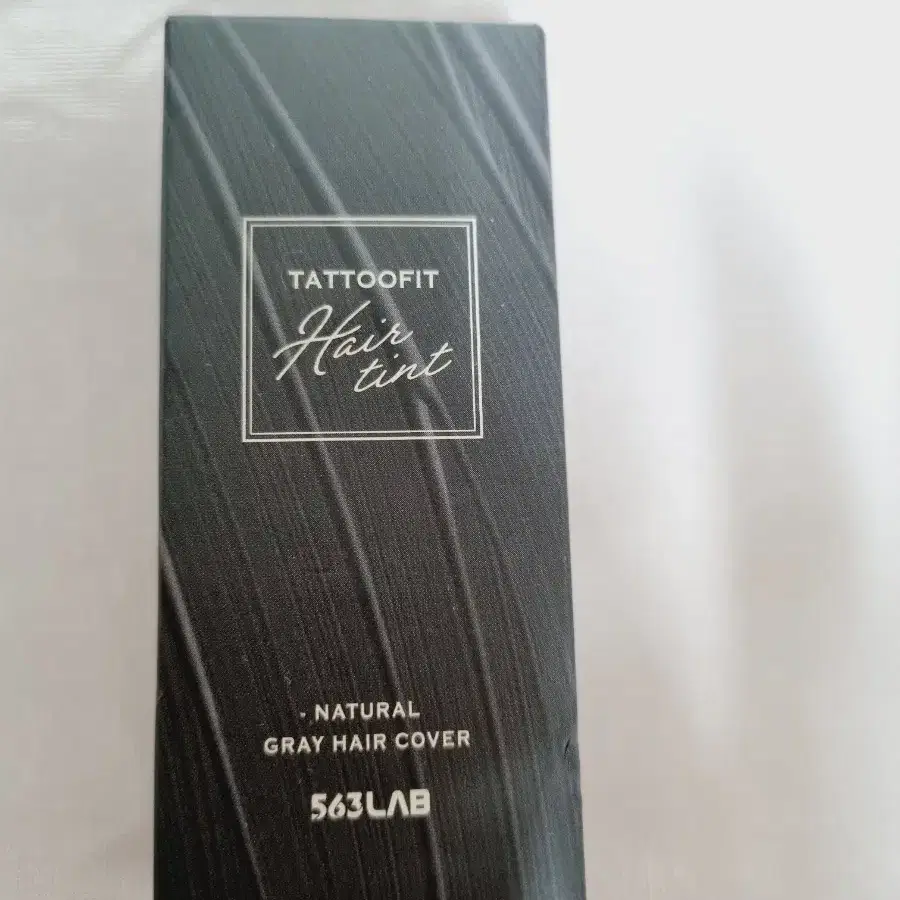 TATTOOFIT
Hair
tint
· NATURAL
GRAY HAIR COVER
563LAB